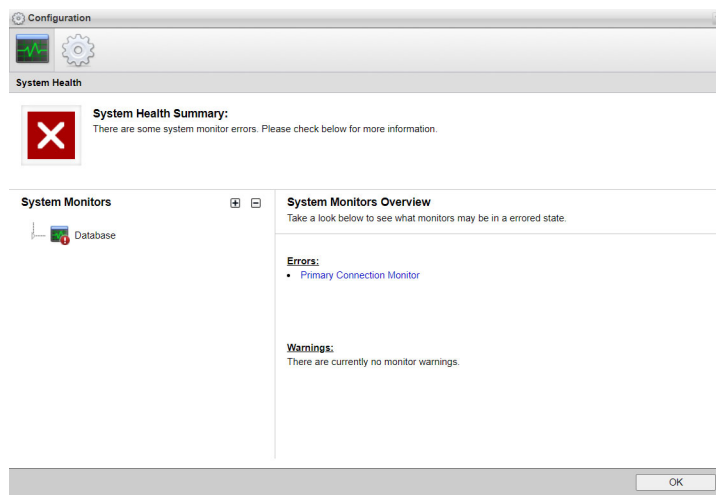 Configuration
System Health
System Health Summary:
There are some system monitor errors. Please check below for more information.
System Monitors
Database
System Monitors Overview
Take a look below to see what monitors may be in a errored state.
Errors:
• Primary Connection Monitor
Warnings:
There are currently no monitor warnings.
OK